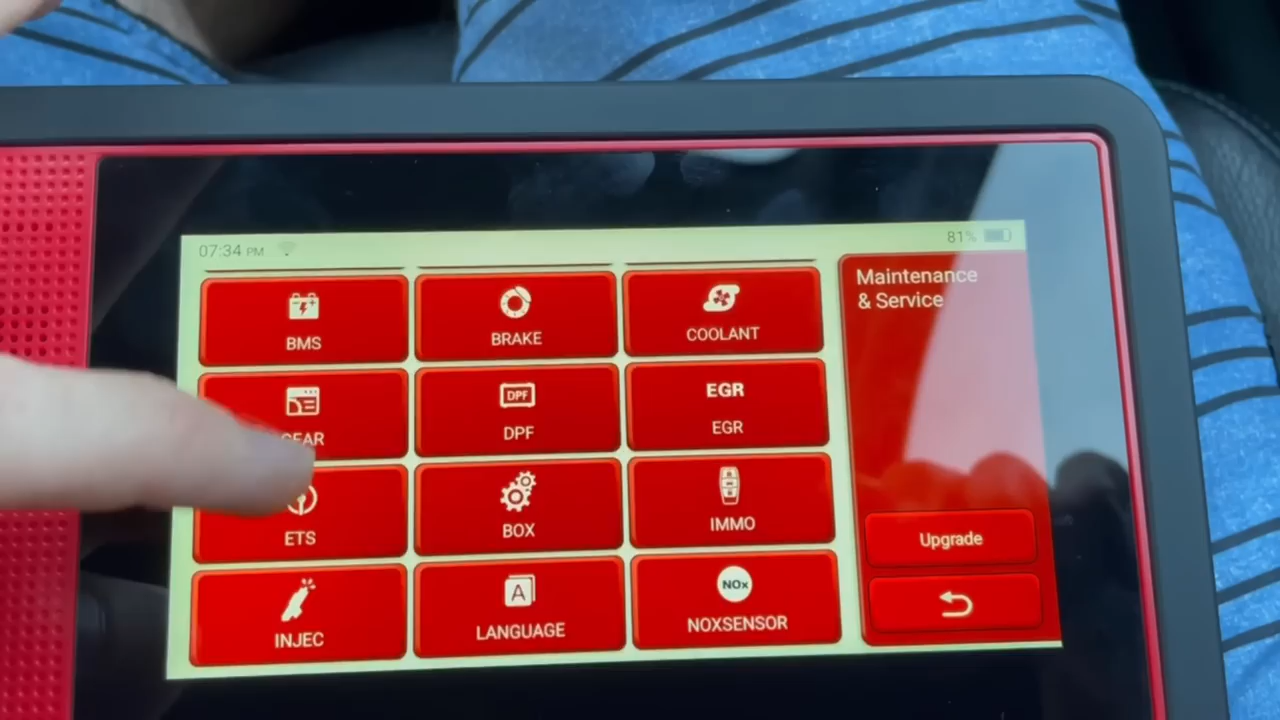 07:34 PM
81%
Maintenance
& Service
BMS
BRAKE
COOLANT
GEAR
DPF
DPF
EGR
EGR
ETS
BOX
IMMO
INJEC
A
LANGUAGE
NOx
NOXSENSOR
Upgrade